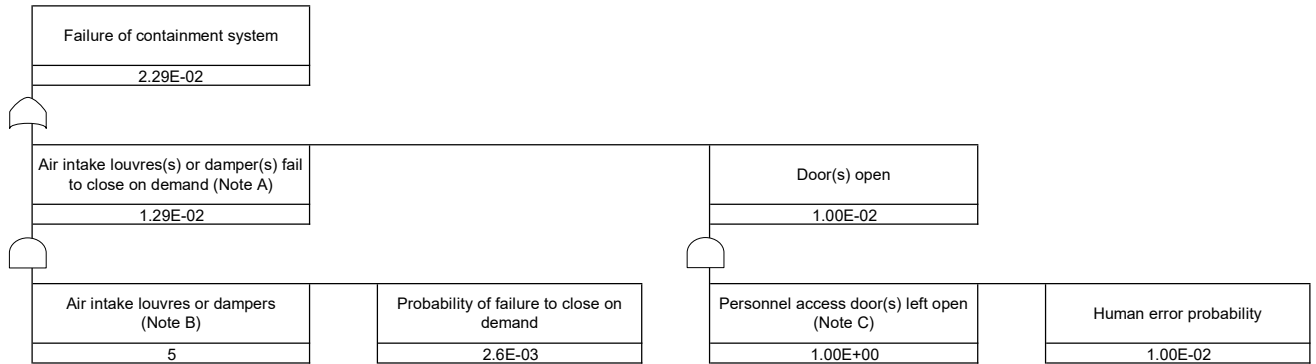 Failure of containment system
2.29E-02
Air intake louvres(s) or damper(s) fail
to close on demand (Note A)
1.29E-02
Door(s) open
1.00E-02
Air intake louvres or dampers
(Note B)
5
Probability of failure to close on
demand
2.6E-03
Personnel access door(s) left open
(Note C)
1.00E+00
Human error probability
1.00E-02